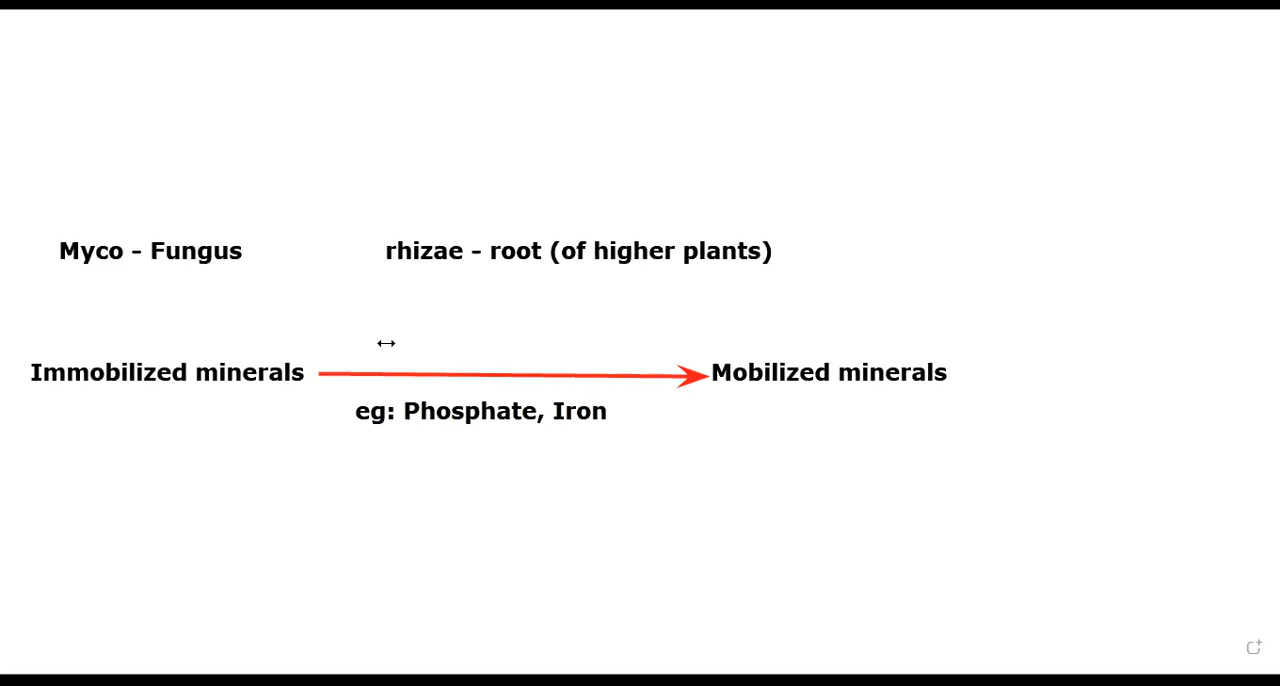 Myco - Fungus rhizae - root (of higher plants)
Immobilized minerals Mobilized minerals
eg: Phosphate, Iron